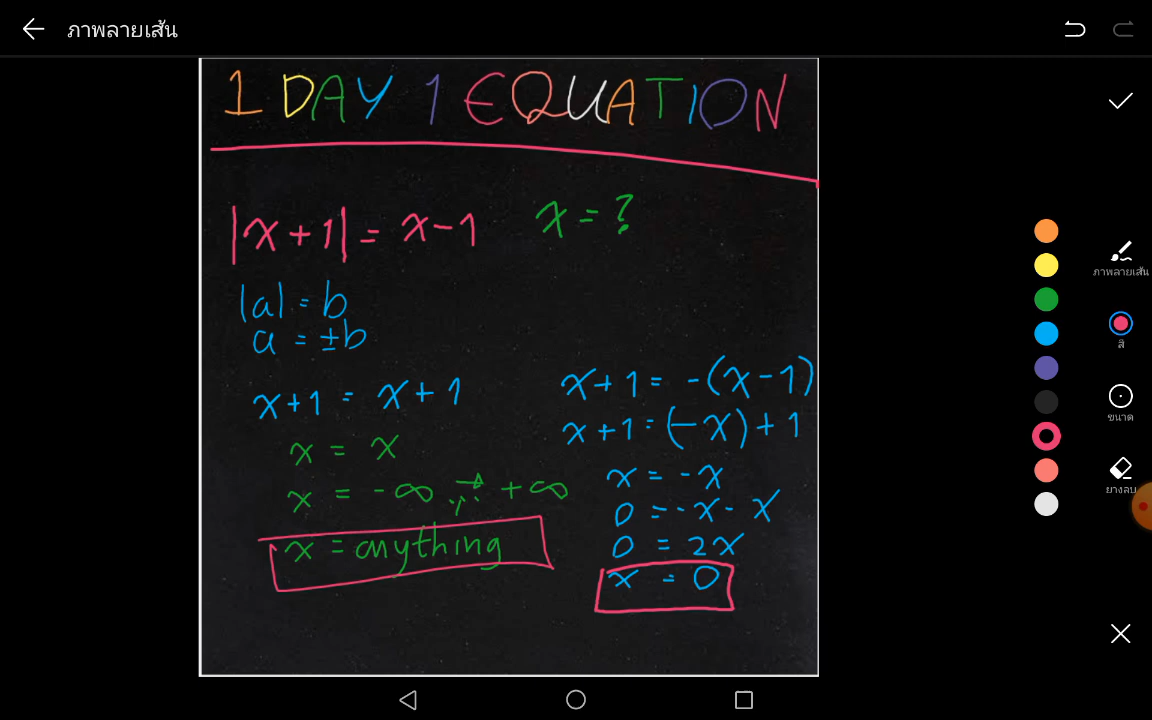 ภาพลายเส้น
1 DAY 1 EQUATION
|x+1| = x-1 x = ?
|a| = b
a = ±b
x+1 = x+1
x = x
x = -∞ → +∞
x = anything
x+1 = -(x-1)
x+1 = (-x)+1
x = -x
0 = -x-x
0 = 2x
x = 0
ภาพลายเส้น
สี
ขนาด
ยางลบ